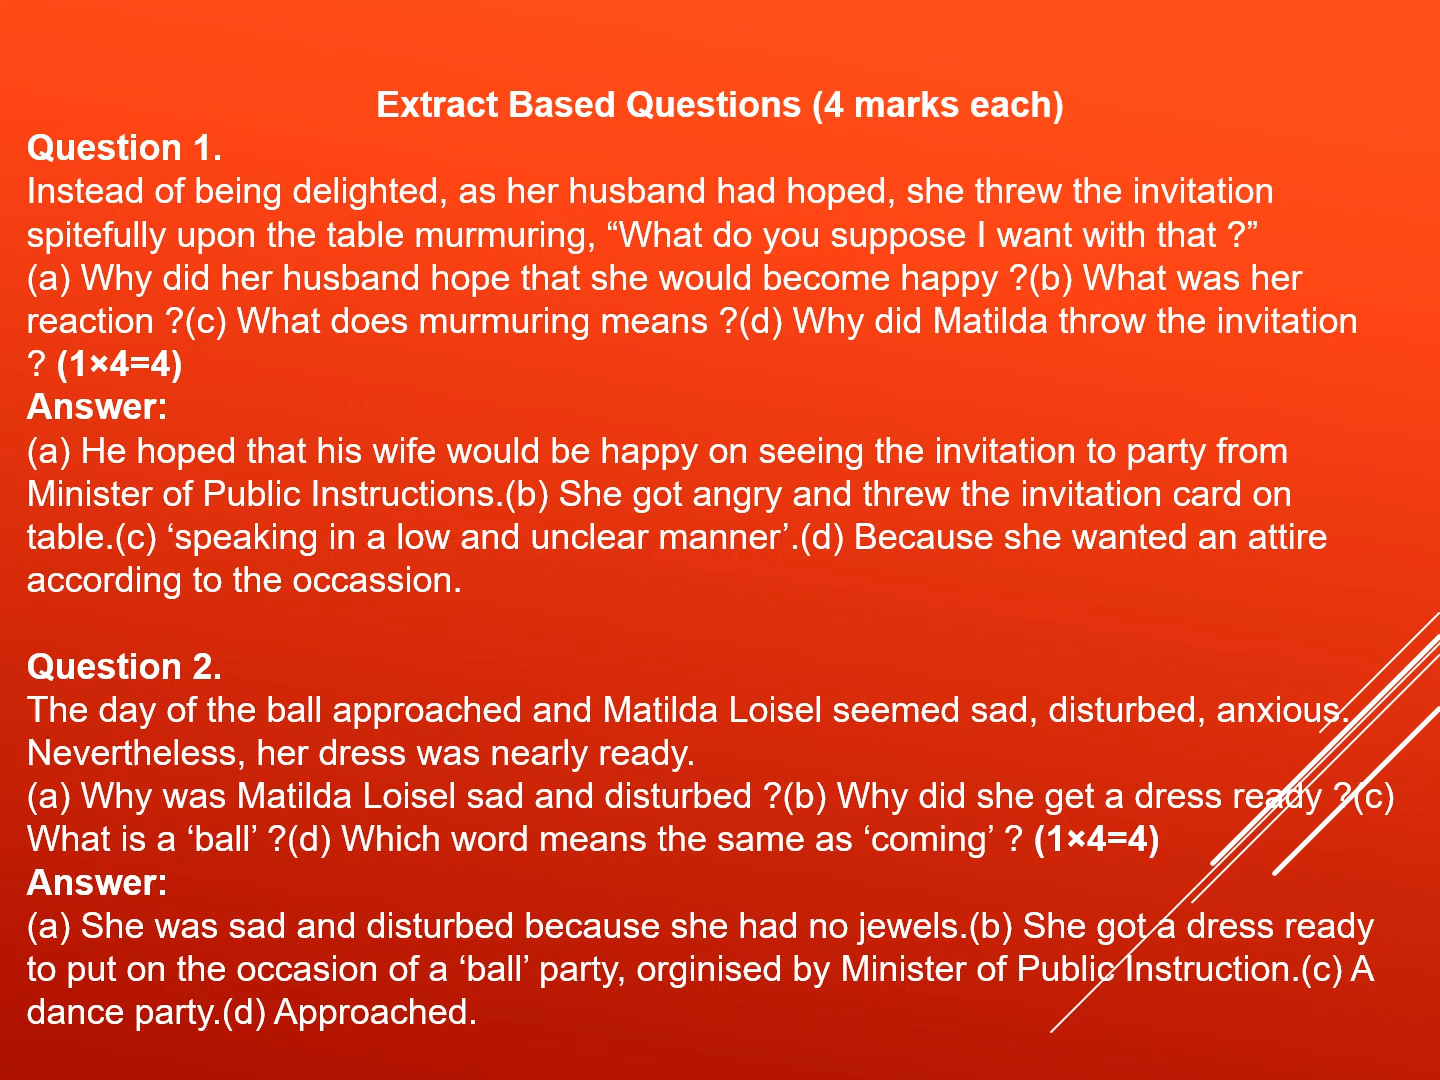 Extract Based Questions (4 marks each)
Question 1.
Instead of being delighted, as her husband had hoped, she threw the invitation
spitefully upon the table murmuring, “What do you suppose I want with that ?”
(a) Why did her husband hope that she would become happy ?(b) What was her
reaction ?(c) What does murmuring means ?(d) Why did Matilda throw the invitation
? (1×4=4)
Answer:
(a) He hoped that his wife would be happy on seeing the invitation to party from
Minister of Public Instructions.(b) She got angry and threw the invitation card on
table.(c) ‘speaking in a low and unclear manner’.(d) Because she wanted an attire
according to the occassion.
Question 2.
The day of the ball approached and Matilda Loisel seemed sad, disturbed, anxious.
Nevertheless, her dress was nearly ready.
(a) Why was Matilda Loisel sad and disturbed ?(b) Why did she get a dress ready ?(c)
What is a ‘ball’ ?(d) Which word means the same as ‘coming’ ? (1×4=4)
Answer:
(a) She was sad and disturbed because she had no jewels.(b) She got a dress ready
to put on the occasion of a ‘ball’ party, orginised by Minister of Public Instruction.(c) A
dance party.(d) Approached.